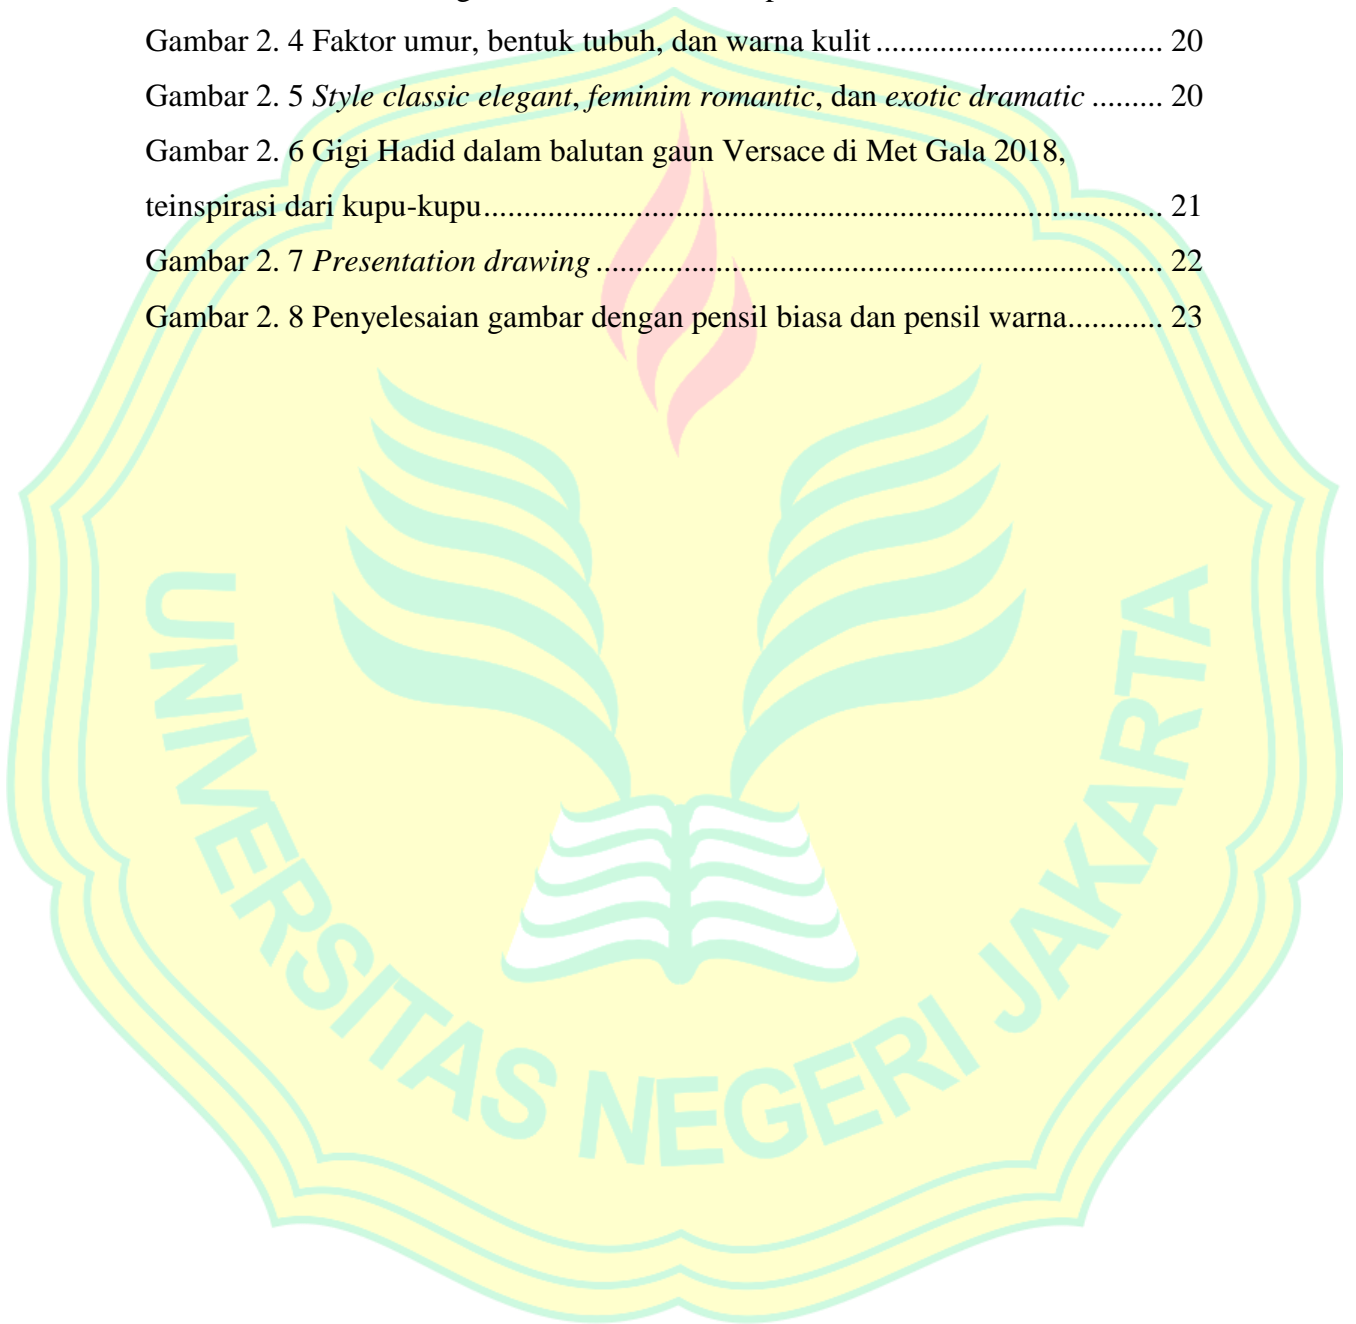 Gambar 2. 4 Faktor umur, bentuk tubuh, dan warna kulit................................... 20
Gambar 2. 5 Style classic elegant, feminim romantic, dan exotic dramatic ......... 20
Gambar 2. 6 Gigi Hadid dalam balutan gaun Versace di Met Gala 2018,
teinspirasi dari kupu-kupu................................................................................... 21
Gambar 2. 7 Presentation drawing ..................................................................... 22
Gambar 2. 8 Penyelesaian gambar dengan pensil biasa dan pensil warna............ 23
UNIVERSITAS NEGERI JAKARTA